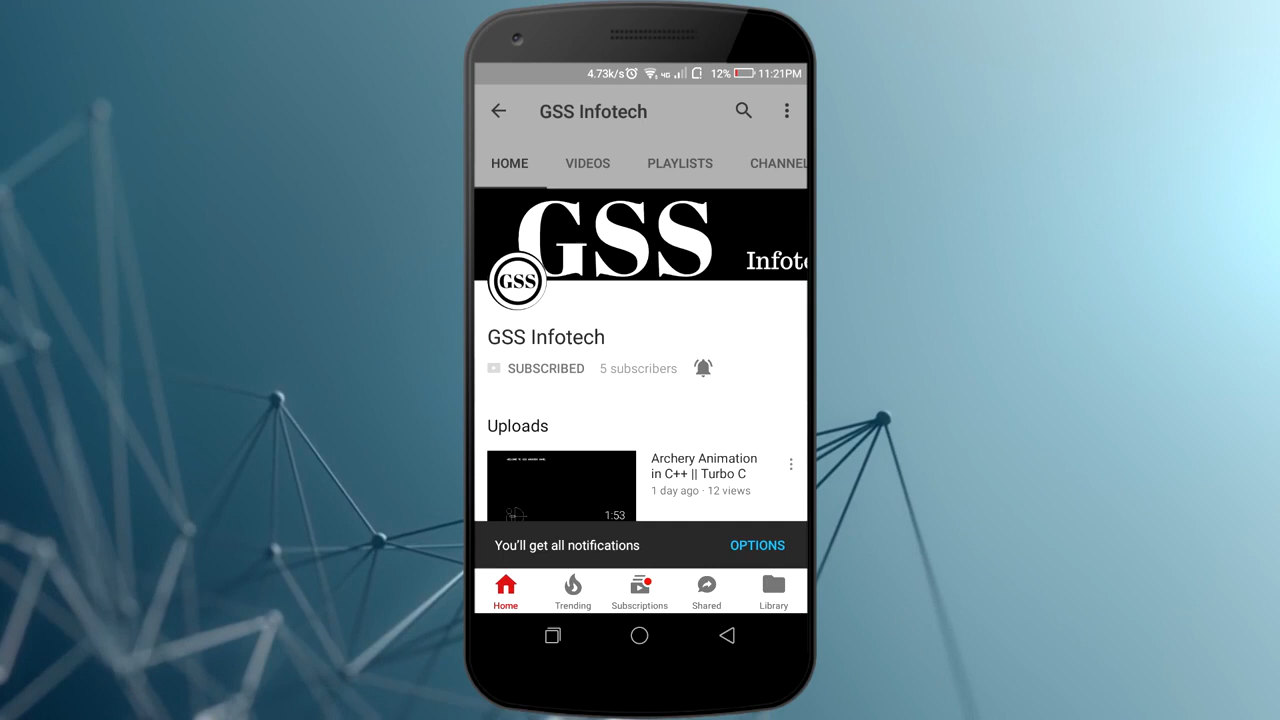 4.73k/s 4G 12% 11:21PM
GSS Infotech
HOME VIDEOS PLAYLISTS CHANNEL
GSS
Infote
GSS
GSS Infotech
SUBSCRIBED 5 subscribers
Uploads
Archery Animation
in C++ || Turbo C
1 day ago · 12 views
1:53
You'll get all notifications OPTIONS
Home Trending Subscriptions Shared Library